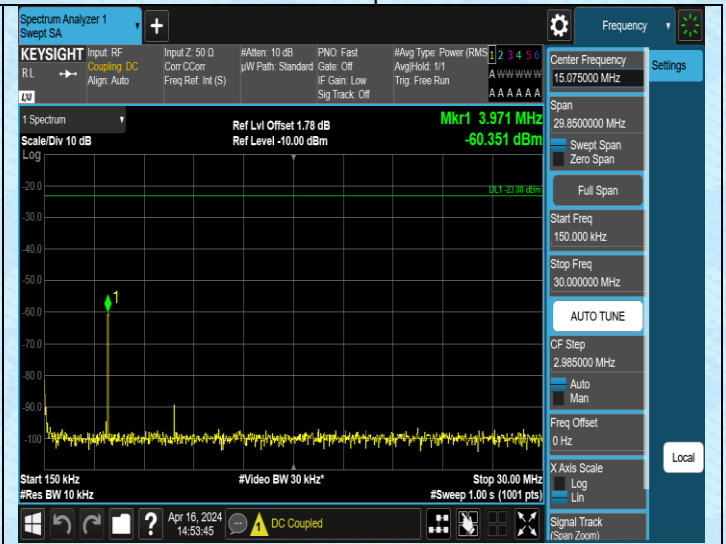 Spectrum Analyzer 1
Swept SA
+
Frequency
KEYSIGHT
RL
LXI
Input: RF
Coupling: DC
Align: Auto
Input Z: 50 Ω
Corr CCorr
Freq Ref: Int (S)
#Atten: 10 dB
µW Path: Standard
PNO: Fast
Gate: Off
IF Gain: Low
Sig Track: Off
#Avg Type: Power (RMS
Avg|Hold: 1/1
Trig: Free Run
1 2 3 4 5 6
A W W W W W
A A A A A A
Center Frequency
15.075000 MHz
Settings
1 Spectrum
Scale/Div 10 dB
Log
Ref Lvl Offset 1.78 dB
Ref Level -10.00 dBm
Mkr1 3.971 MHz
-60.351 dBm
Span
29.8500000 MHz
Swept Span
Zero Span
Full Span
Start Freq
150.000 kHz
Stop Freq
30.000000 MHz
AUTO TUNE
CF Step
2.985000 MHz
Auto
Man
Freq Offset
0 Hz
X Axis Scale
Log
Lin
Signal Track
(Span Zoom)
Local
DL1 -23.00 dBm
-20.0
-30.0
-40.0
-50.0
1
-60.0
-70.0
-80.0
-90.0
-100
Start 150 kHz
#Res BW 10 kHz
#Video BW 30 kHz*
Stop 30.00 MHz
#Sweep 1.00 s (1001 pts)
?
Apr 16, 2024
14:53:45
DC Coupled